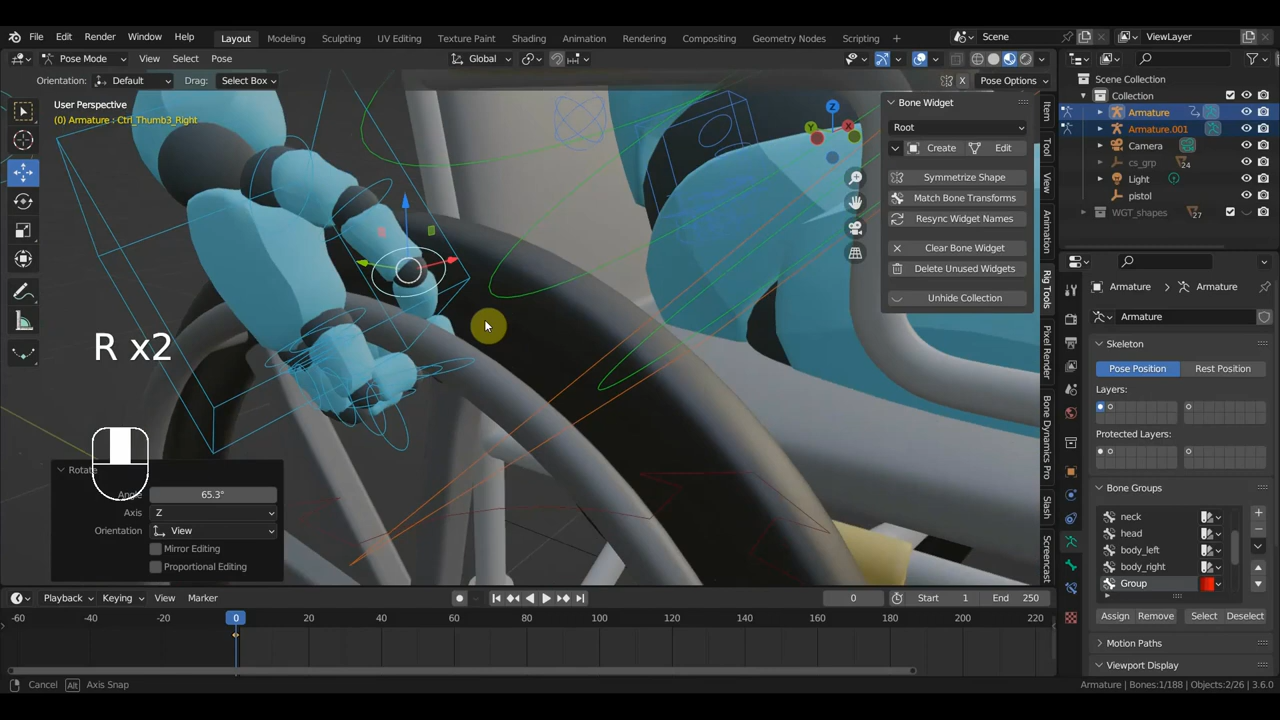 File Edit Render Window Help Layout Modeling Sculpting UV Editing Texture Paint Shading Animation Rendering Compositing Geometry Nodes Scripting + Scene ViewLayer
Pose Mode View Select Pose Global
Orientation: Default Drag: Select Box X Pose Options
User Perspective
(0) Armature : Ctrl_Thumb3_Right
Bone Widget
Root
Create Edit
Symmetrize Shape
Match Bone Transforms
Resync Widget Names
Clear Bone Widget
Delete Unused Widgets
Unhide Collection
Z
X
Y
Item
Tool
View
Animation
Rig Tools
Pixel Render
Bone Dynamics Pro
Slash
Screencast
Scene Collection
Collection
Armature
Armature.001
Camera
cs_grp 24
Light
pistol
WGT_shapes 27
Armature Armature
Armature
Skeleton
Pose Position Rest Position
Layers:
Protected Layers:
Bone Groups
neck
head
body_left
body_right
Group
Assign Remove Select Deselect
Motion Paths
Viewport Display
R x2
Rotate
Angle 65.3°
Axis Z
Orientation View
Mirror Editing
Proportional Editing
Playback Keying View Marker 0 Start 1 End 250
-60 -40 -20 0 20 40 60 80 100 120 140 160 180 200 220
Cancel Alt Axis Snap Armature | Bones:1/188 | Objects:2/26 | 3.6.0